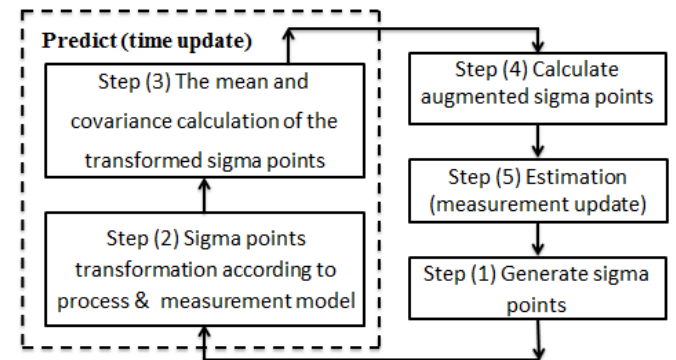 Predict (time update)
Step (3) The mean and
covariance calculation of the
transformed sigma points
Step (2) Sigma points
transformation according to
process & measurement model
Step (4) Calculate
augmented sigma points
Step (5) Estimation
(measurement update)
Step (1) Generate sigma
points